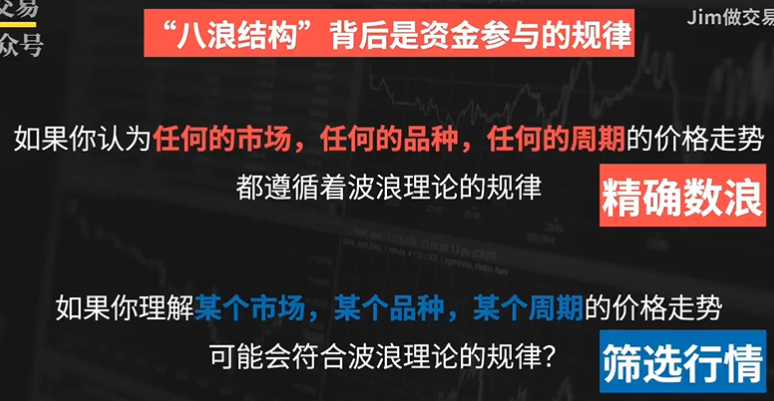 交易
众号
Jim做交易
“八浪结构”背后是资金参与的规律
如果你认为任何的市场，任何的品种，任何的周期的价格走势
都遵循着波浪理论的规律
精确数浪
如果你理解某个市场，某个品种，某个周期的价格走势
可能会符合波浪理论的规律？
筛选行情